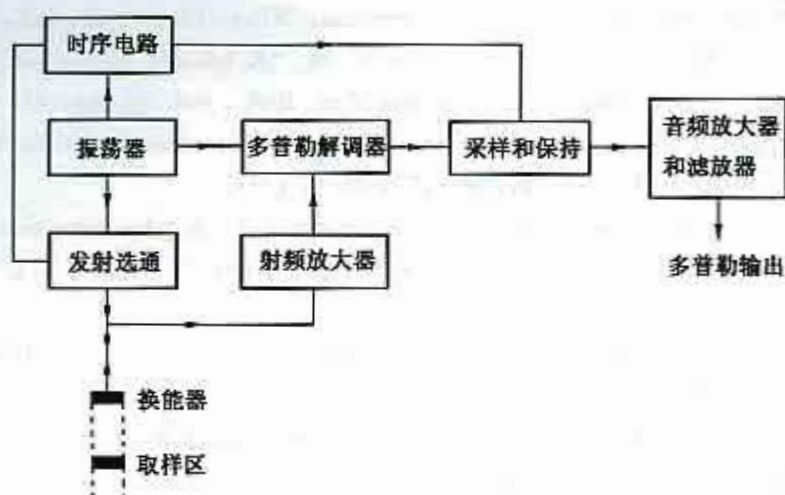 时序电路
振荡器
多普勒解调器
采样和保持
音频放大器
和滤放器
发射选通
射频放大器
多普勒输出
换能器
取样区